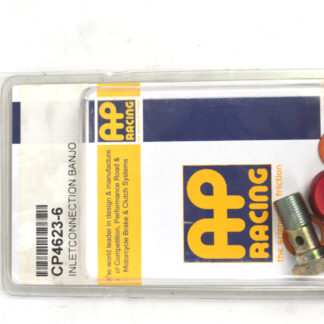 CP4623-6
INLETCONNECTION BANJO
AP
RACING
The world leader in design & manufacture
of Competition, Performance Road &
Motorcycle Brake & Clutch Systems
AP
RACING
the science of friction